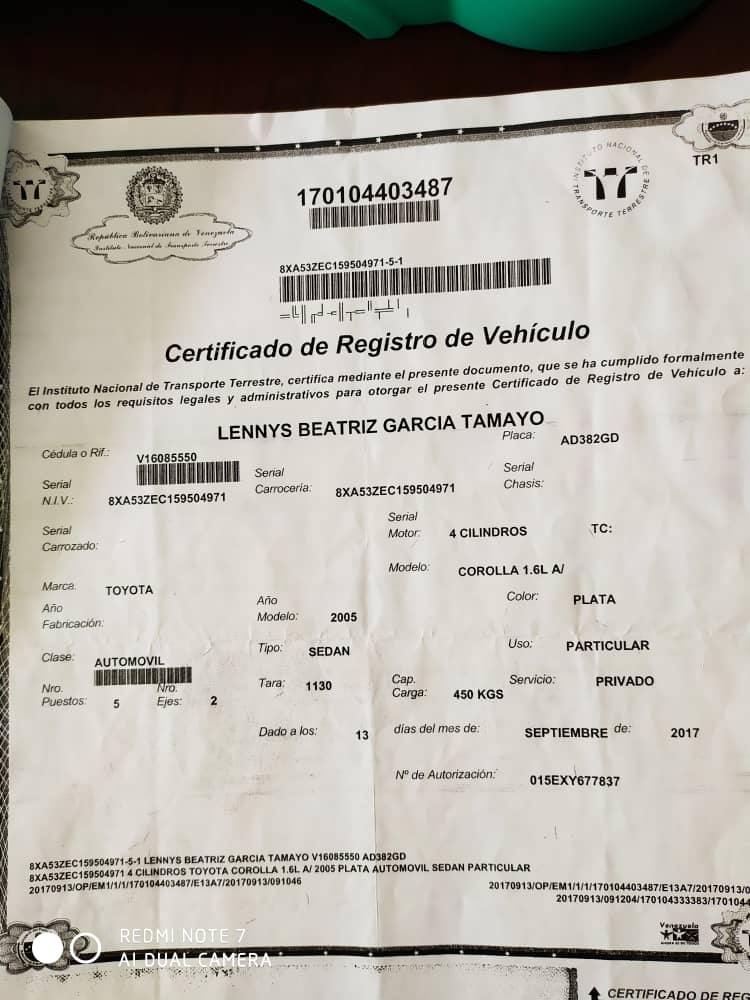 TR1
170104403487
INSTITUTO NACIONAL DE TRANSPORTE TERRESTRE
República Bolivariana de Venezuela
Instituto Nacional de Transporte Terrestre
8XA53ZEC159504971-5-1
Certificado de Registro de Vehículo
El Instituto Nacional de Transporte Terrestre, certifica mediante el presente documento, que se ha cumplido formalmente
con todos los requisitos legales y administrativos para otorgar el presente Certificado de Registro de Vehículo a:
LENNYS BEATRIZ GARCIA TAMAYO
Cédula o Rif.: V16085550 Placa: AD382GD
Serial N.I.V.: 8XA53ZEC159504971 Serial Carrocería: 8XA53ZEC159504971 Serial Chasis:
Serial Carrozado: Serial Motor: 4 CILINDROS TC:
Marca: TOYOTA Modelo: COROLLA 1.6L A/
Año Fabricación: Año Modelo: 2005 Color: PLATA
Clase: AUTOMOVIL Tipo: SEDAN Uso: PARTICULAR
Nro. Puestos: 5 Nro. Ejes: 2 Tara: 1130 Cap. Carga: 450 KGS Servicio: PRIVADO
Dado a los: 13 días del mes de: SEPTIEMBRE de: 2017
Nº de Autorización: 015EXY677837
8XA53ZEC159504971-5-1 LENNYS BEATRIZ GARCIA TAMAYO V16085550 AD382GD
8XA53ZEC159504971 4 CILINDROS TOYOTA COROLLA 1.6L A/ 2005 PLATA AUTOMOVIL SEDAN PARTICULAR
20170913/OP/EM1/1/1/170104403487/E13A7/20170913/091046
20170913/OP/EM1/1/1/170104403487/E13A7/20170913/0
20170913/091204/170104333383/170104
Venezuela
REDMI NOTE 7
AI DUAL CAMERA
CERTIFICADO DE REG